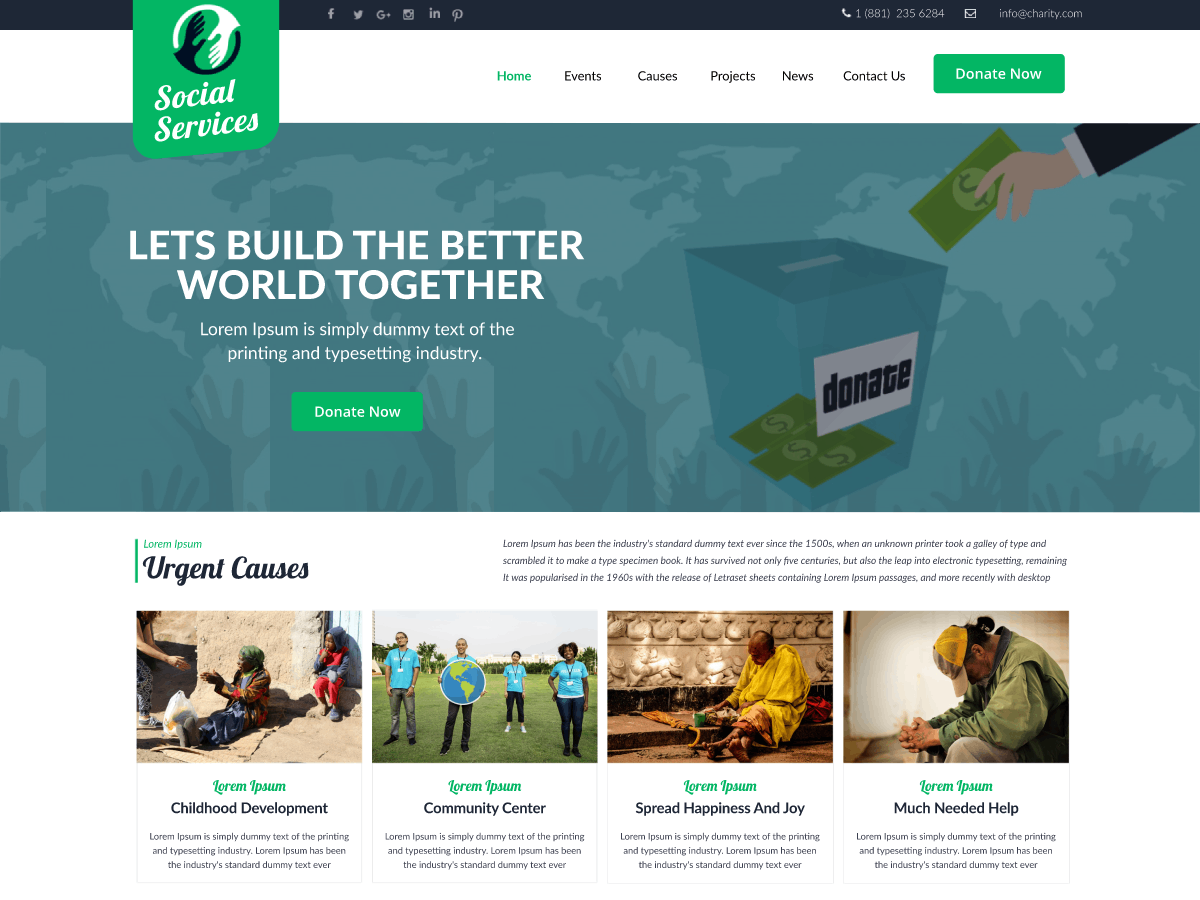 1 (881) 235 6284
info@charity.com
Social
Services
Home Events Causes Projects News Contact Us Donate Now
LETS BUILD THE BETTER
WORLD TOGETHER
Lorem Ipsum is simply dummy text of the
printing and typesetting industry.
Donate Now
donate
Lorem Ipsum
Urgent Causes
Lorem Ipsum has been the industry's standard dummy text ever since the 1500s, when an unknown printer took a galley of type and
scrambled it to make a type specimen book. It has survived not only five centuries, but also the leap into electronic typesetting, remaining
It was popularised in the 1960s with the release of Letraset sheets containing Lorem Ipsum passages, and more recently with desktop
Lorem Ipsum
Childhood Development
Lorem Ipsum is simply dummy text of the printing
and typesetting industry. Lorem Ipsum has been
the industry's standard dummy text ever
Lorem Ipsum
Community Center
Lorem Ipsum is simply dummy text of the printing
and typesetting industry. Lorem Ipsum has been
the industry's standard dummy text ever
Lorem Ipsum
Spread Happiness And Joy
Lorem Ipsum is simply dummy text of the printing
and typesetting industry. Lorem Ipsum has been
the industry's standard dummy text ever
Lorem Ipsum
Much Needed Help
Lorem Ipsum is simply dummy text of the printing
and typesetting industry. Lorem Ipsum has been
the industry's standard dummy text ever